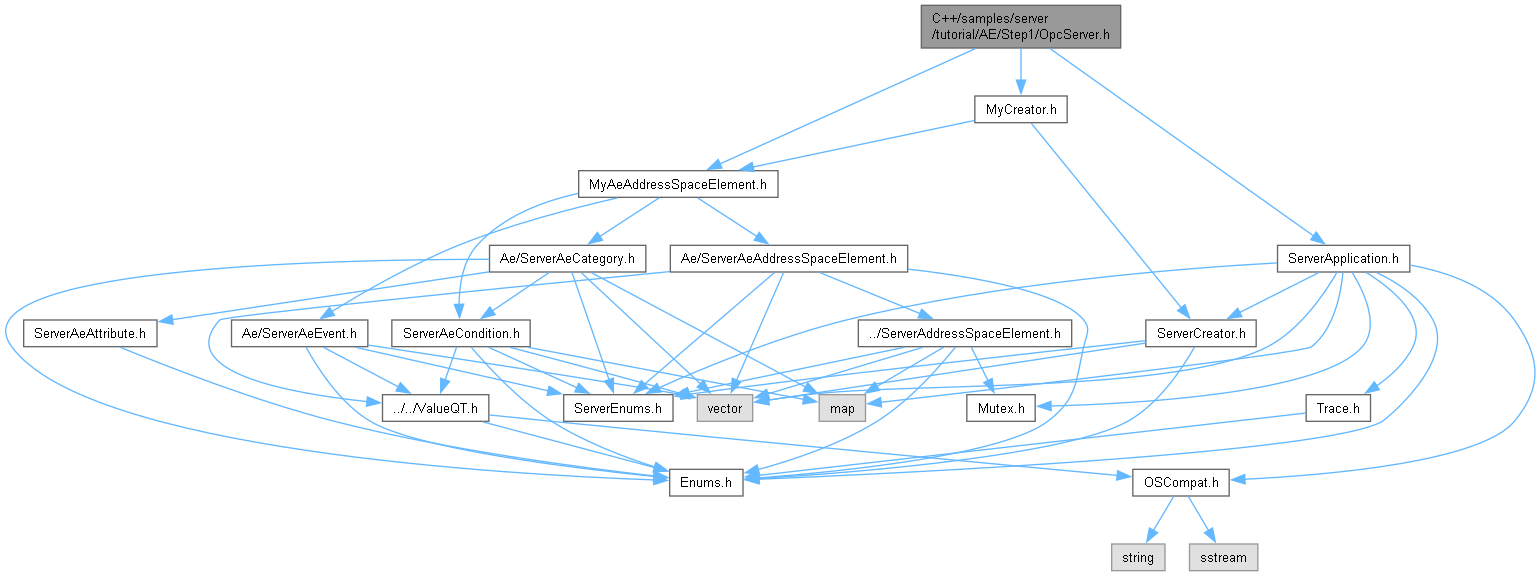 C++/samples/server
/tutorial/AE/Step1/OpcServer.h
MyCreator.h
MyAeAddressSpaceElement.h
Ae/ServerAeCategory.h
Ae/ServerAeAddressSpaceElement.h
ServerApplication.h
ServerAeAttribute.h
Ae/ServerAeEvent.h
ServerAeCondition.h
../ServerAddressSpaceElement.h
ServerCreator.h
../../ValueQT.h
ServerEnums.h
vector
map
Mutex.h
Trace.h
Enums.h
OSCompat.h
string
sstream